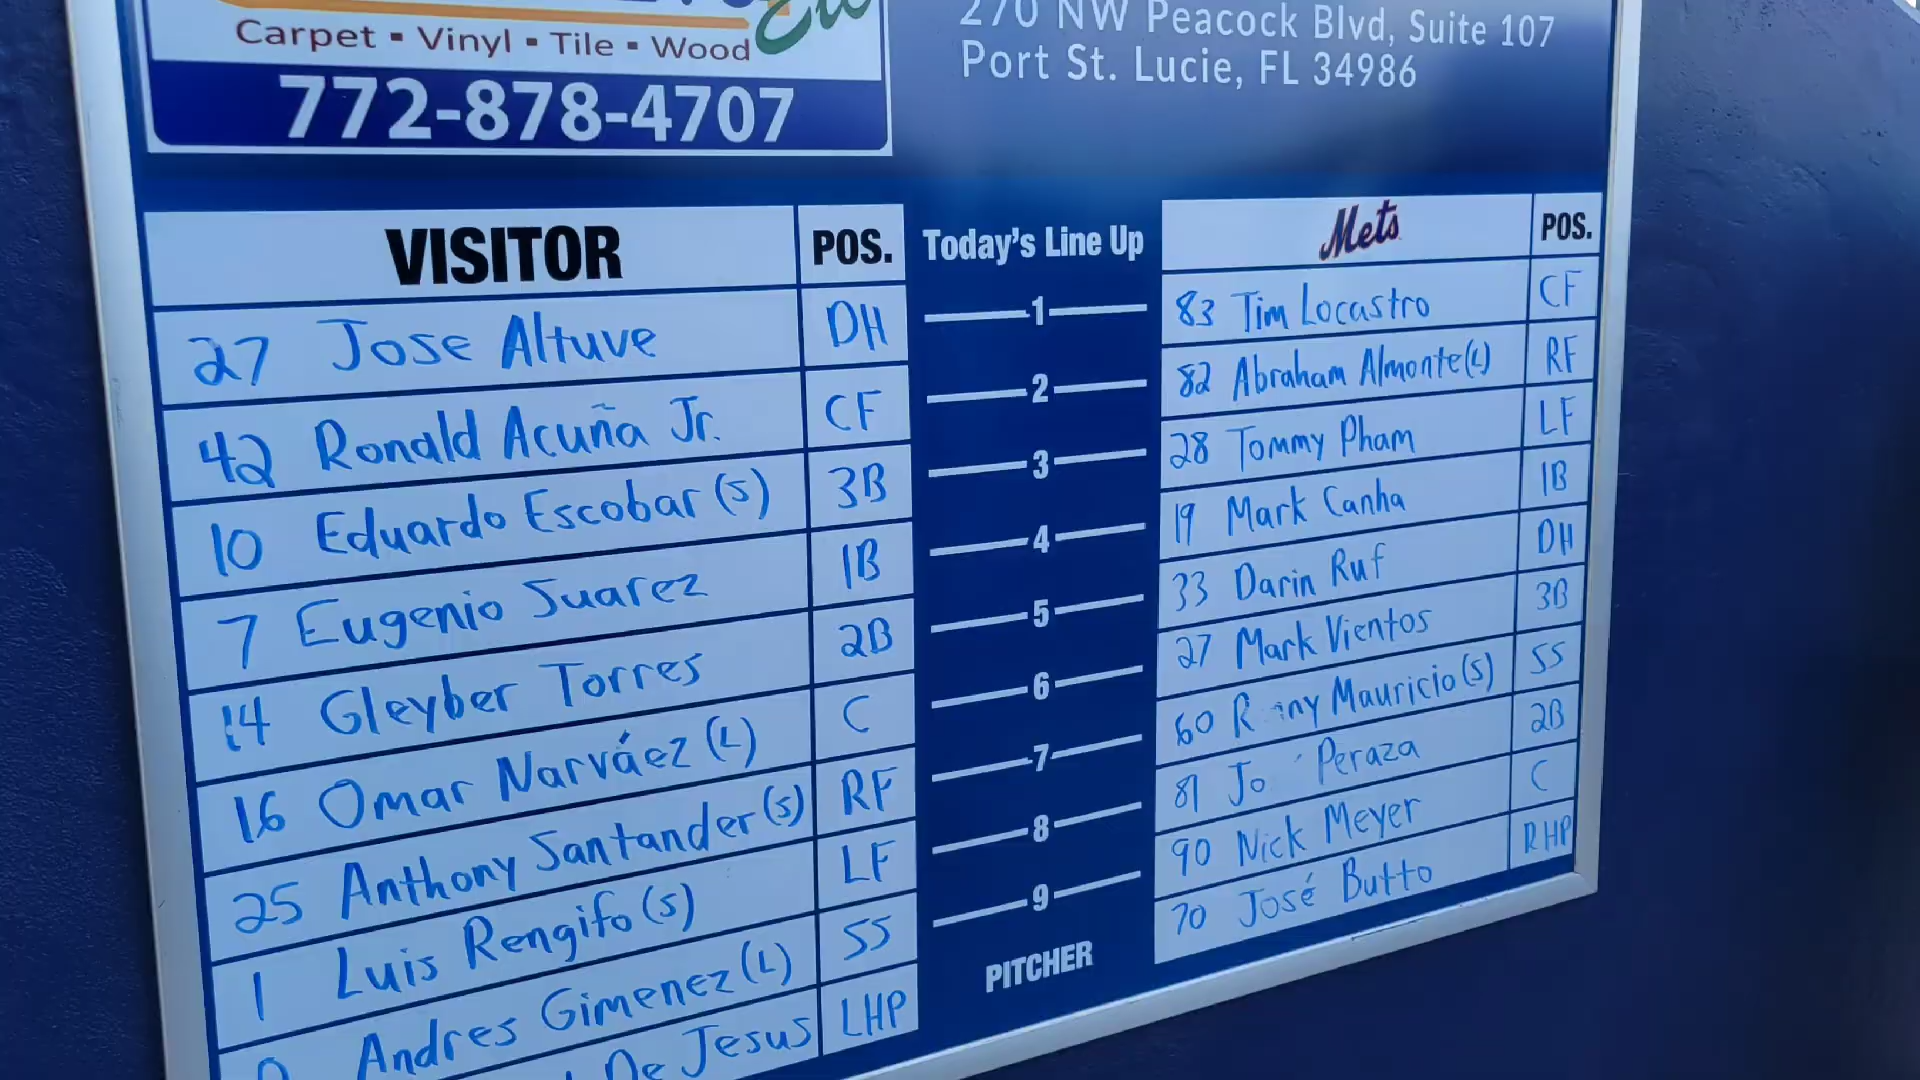 Carpet ▪ Vinyl ▪ Tile ▪ Wood
772-878-4707
270 NW Peacock Blvd, Suite 107
Port St. Lucie, FL 34986
VISITOR POS.
27 Jose Altuve DH
42 Ronald Acuña Jr. CF
10 Eduardo Escobar (S) 3B
7 Eugenio Suarez 1B
14 Gleyber Torres 2B
16 Omar Narváez (L) C
25 Anthony Santander (S) RF
1 Luis Rengifo (S) LF
Andres Gimenez (L) SS
De Jesus LHP
Today's Line Up
1
2
3
4
5
6
7
8
9
PITCHER
Mets POS.
83 Tim Locastro CF
82 Abraham Almonte (L) RF
28 Tommy Pham LF
19 Mark Canha 1B
33 Darin Ruf DH
27 Mark Vientos 3B
60 Mauricio (S) SS
81 Jo Peraza 2B
90 Nick Meyer C
70 José Butto RHP